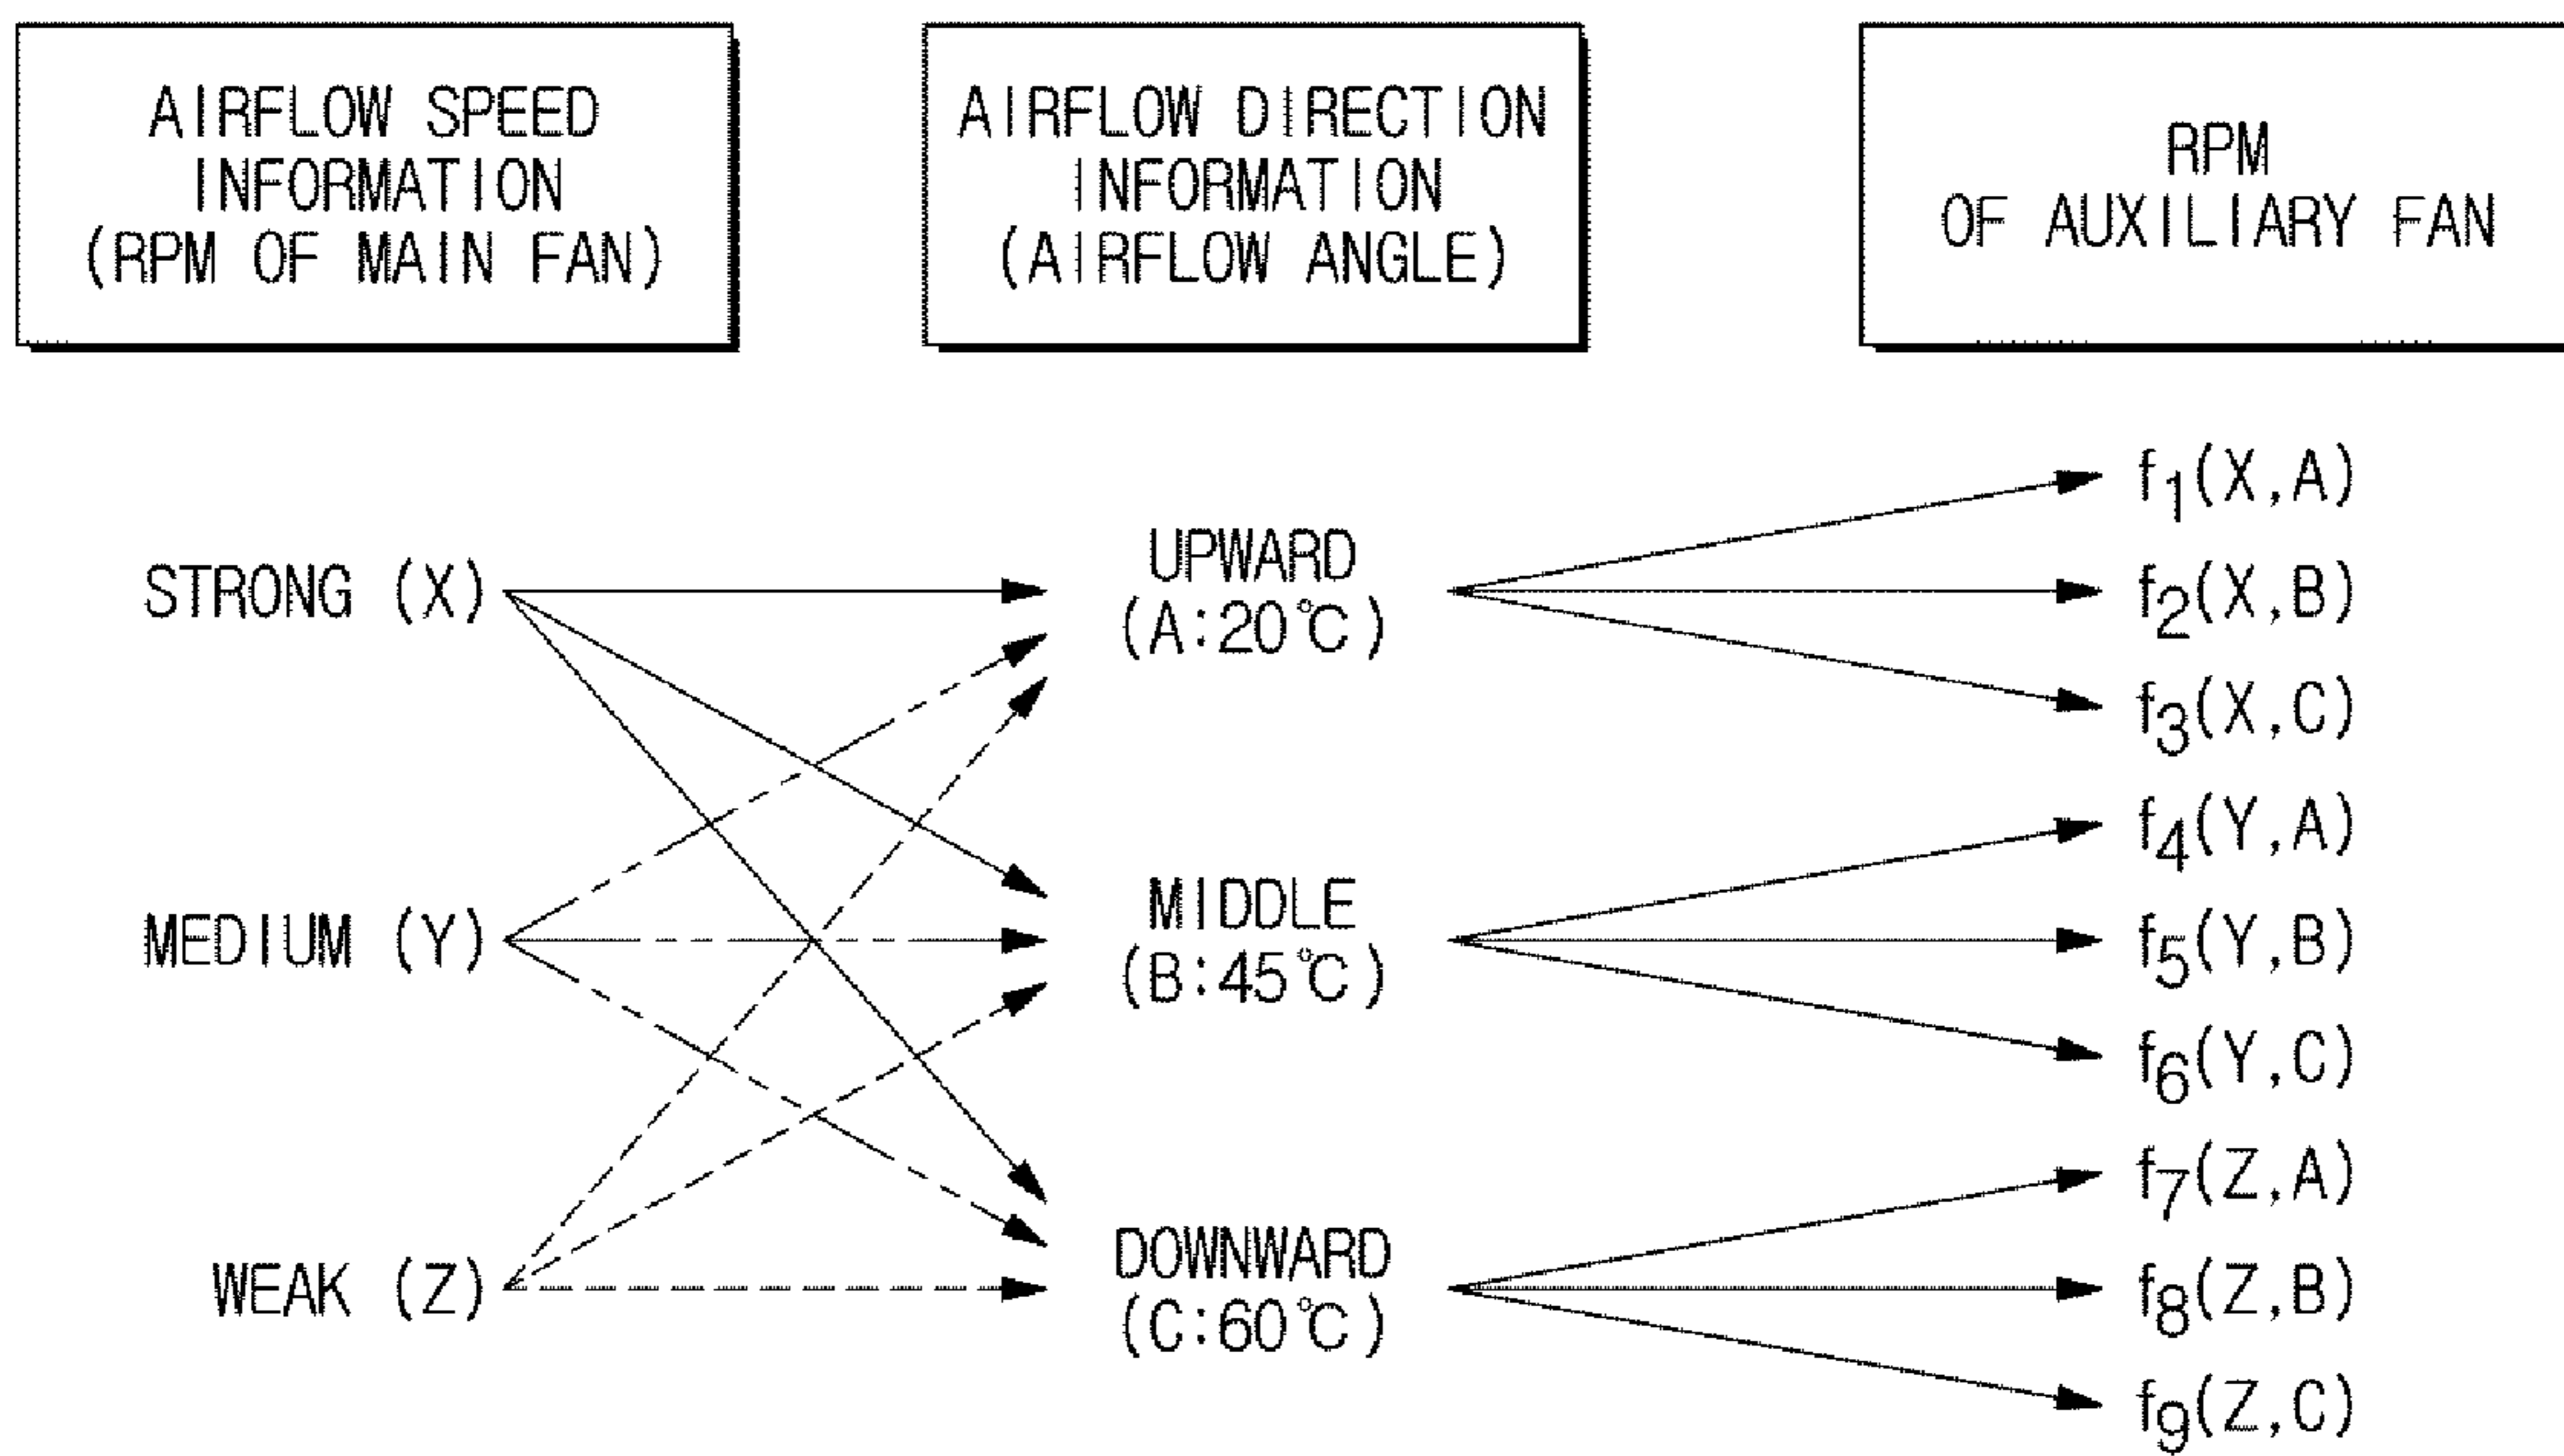 AIRFLOW SPEED
INFORMATION
(RPM OF MAIN FAN)
AIRFLOW DIRECTION
INFORMATION
(AIRFLOW ANGLE)
RPM
OF AUXILIARY FAN
STRONG (X)
MEDIUM (Y)
WEAK (Z)
UPWARD
(A:20℃)
MIDDLE
(B:45℃)
DOWNWARD
(C:60℃)
f₁(X,A)
f₂(X,B)
f₃(X,C)
f₄(Y,A)
f₅(Y,B)
f₆(Y,C)
f₇(Z,A)
f₈(Z,B)
f₉(Z,C)